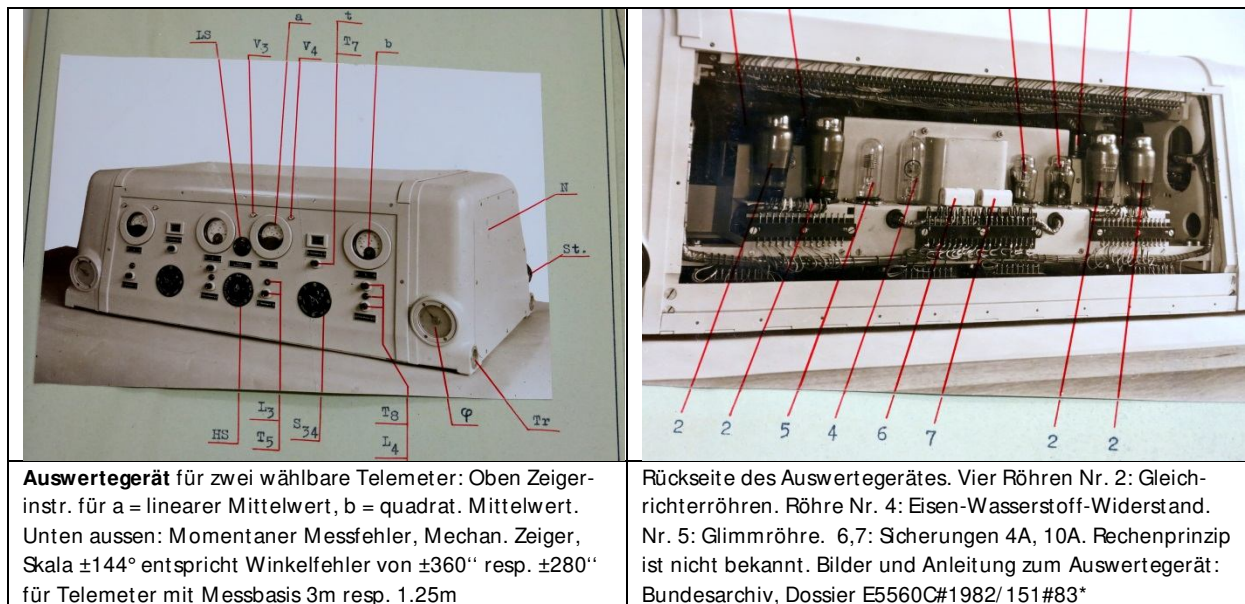 a
t
LS
V3
V4
T7
b
N
St.
HS
L3
T5
S34
T8
L4
φ
Tr
2
2
5
4
6
7
2
2
Auswertegerät für zwei wählbare Telemeter: Oben Zeiger-
instr. für a = linearer Mittelwert, b = quadrat. Mittelwert.
Unten aussen: Momentaner Messfehler, Mechan. Zeiger,
Skala ±144° entspricht Winkelfehler von ±360“ resp. ±280“
für Telemeter mit Messbasis 3m resp. 1.25m
Rückseite des Auswertegerätes. Vier Röhren Nr. 2: Gleich-
richterröhren. Röhre Nr. 4: Eisen-Wasserstoff-Widerstand.
Nr. 5: Glimmröhre. 6,7: Sicherungen 4A, 10A. Rechenprinzip
ist nicht bekannt. Bilder und Anleitung zum Auswertegerät:
Bundesarchiv, Dossier E5560C#1982/151#83*